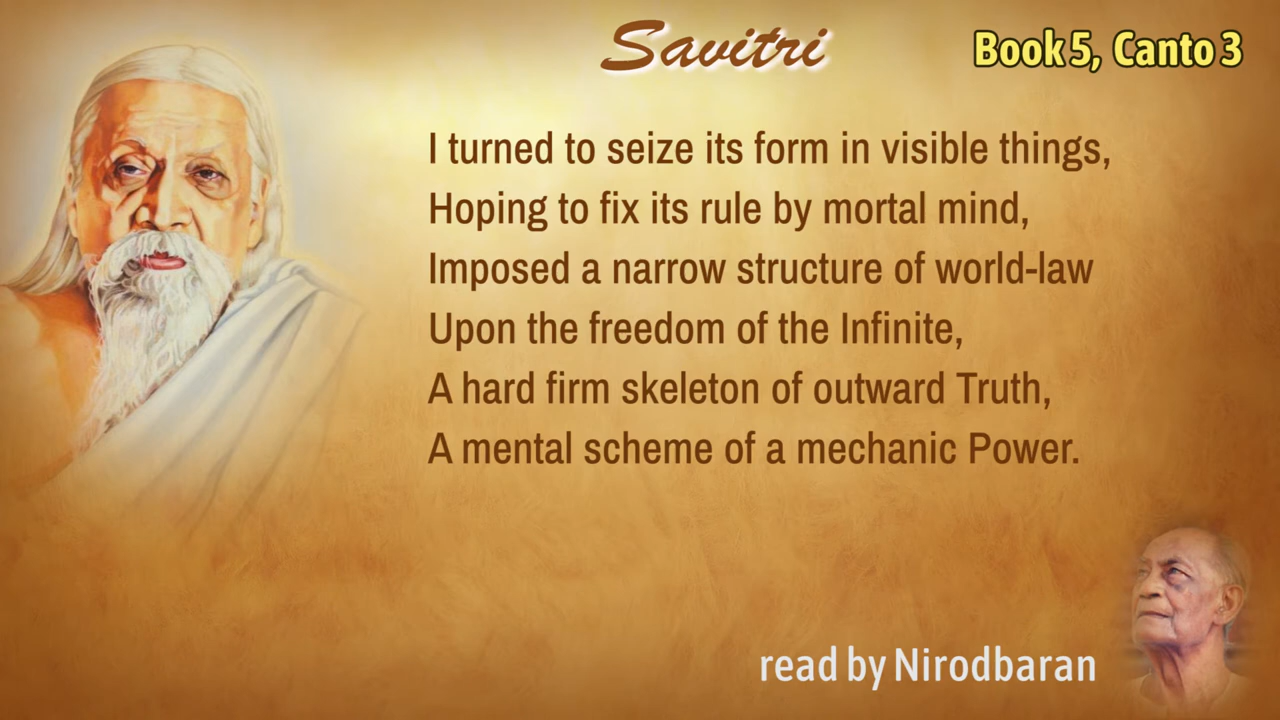 Savitri
Book 5, Canto 3
I turned to seize its form in visible things,
Hoping to fix its rule by mortal mind,
Imposed a narrow structure of world-law
Upon the freedom of the Infinite,
A hard firm skeleton of outward Truth,
A mental scheme of a mechanic Power.
read by Nirodbaran